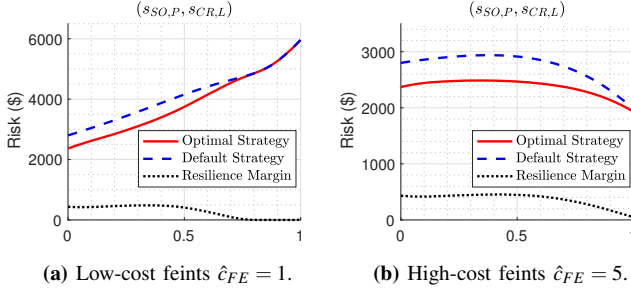 (s_{SO,P}, s_{CR,L})
6000
4000
2000
0
Risk ($)
Optimal Strategy
Default Strategy
Resilience Margin
0
0.5
1
(a) Low-cost feints ĉ_{FE} = 1.
(s_{SO,P}, s_{CR,L})
3000
2000
1000
0
Risk ($)
Optimal Strategy
Default Strategy
Resilience Margin
0
0.5
1
(b) High-cost feints ĉ_{FE} = 5.